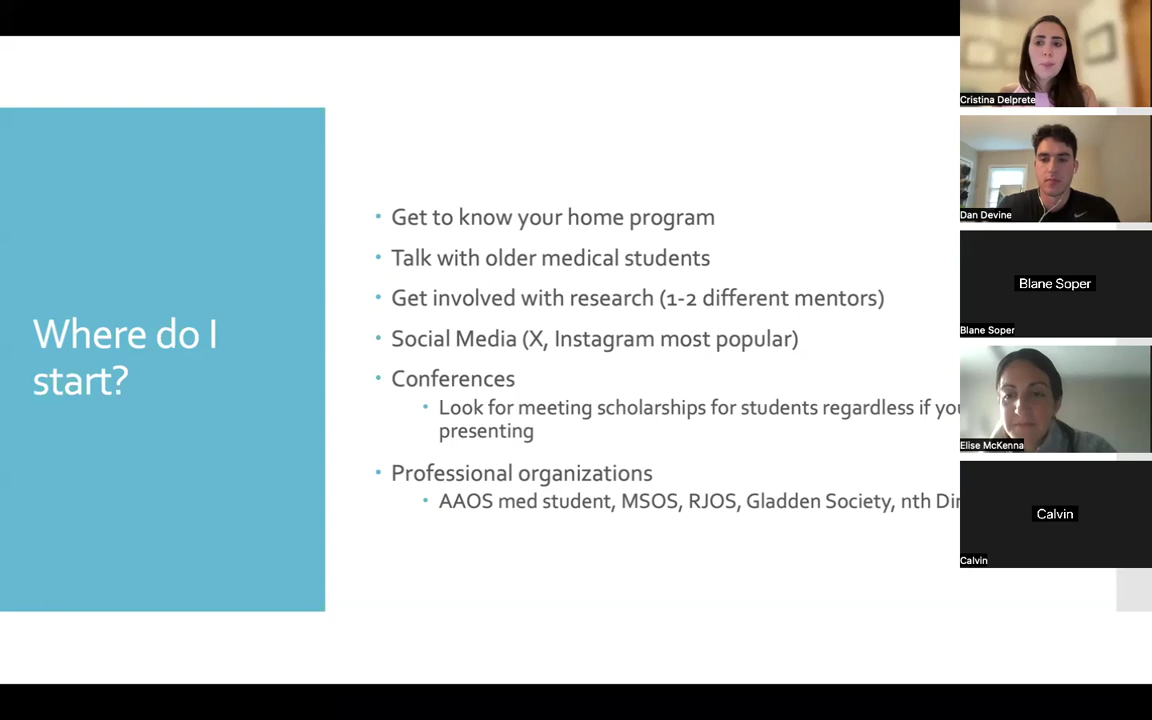 Where do I
start?
• Get to know your home program
• Talk with older medical students
• Get involved with research (1-2 different mentors)
• Social Media (X, Instagram most popular)
• Conferences
• Look for meeting scholarships for students regardless if
presenting
• Professional organizations
• AAOS med student, MSOS, RJOS, Gladden Society, nth
Cristina Delprete
Dan Devine
Blane Soper
Blane Soper
Elise McKenna
Calvin
Calvin